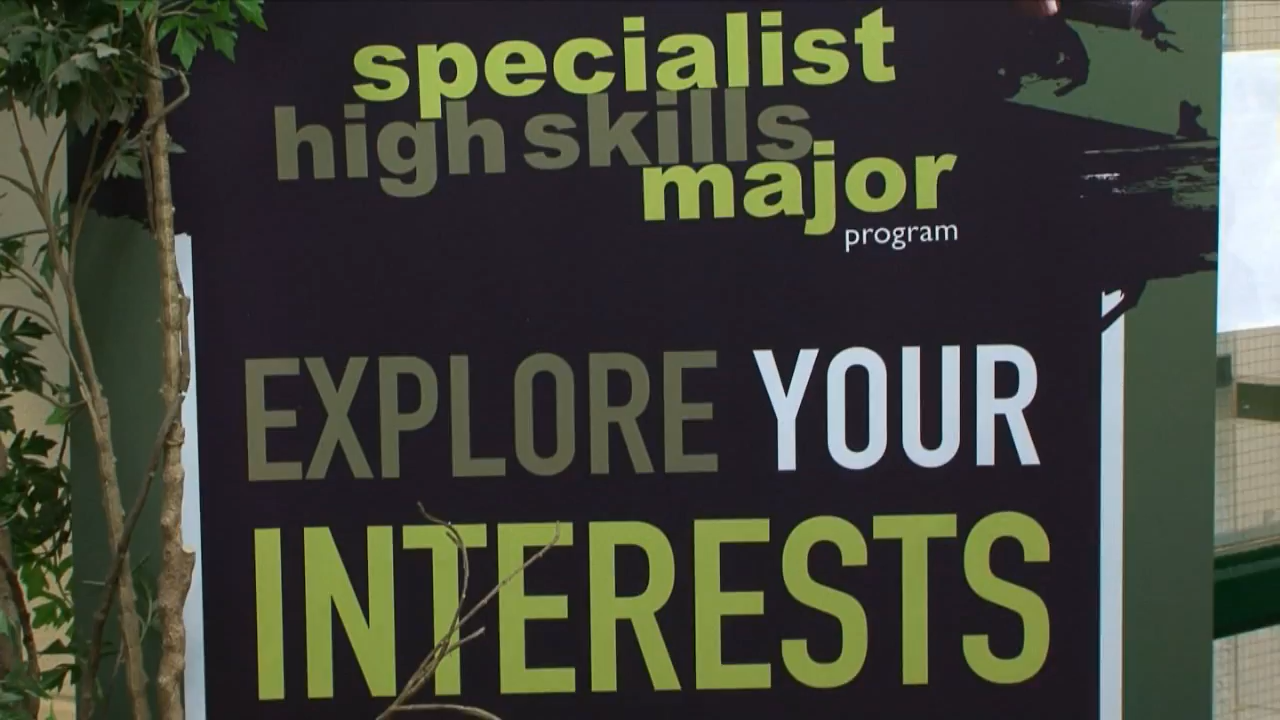 specialist
high skills
major
program
EXPLORE YOUR
INTERESTS